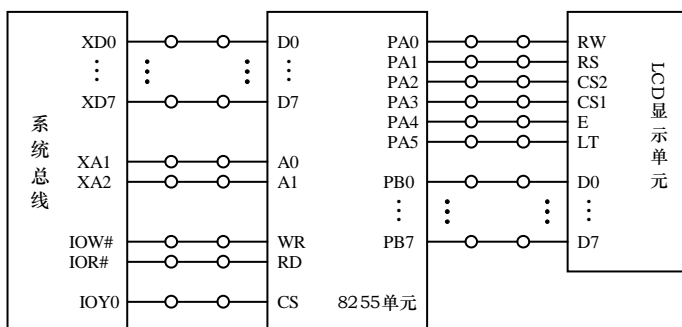 XD0
XD7
系统总线
XA1
XA2
IOW#
IOR#
IOY0
D0
D7
A0
A1
WR
RD
CS
PA0
PA1
PA2
PA3
PA4
PA5
PB0
PB7
8255单元
RW
RS
CS2
CS1
E
LT
D0
D7
LCD显示单元